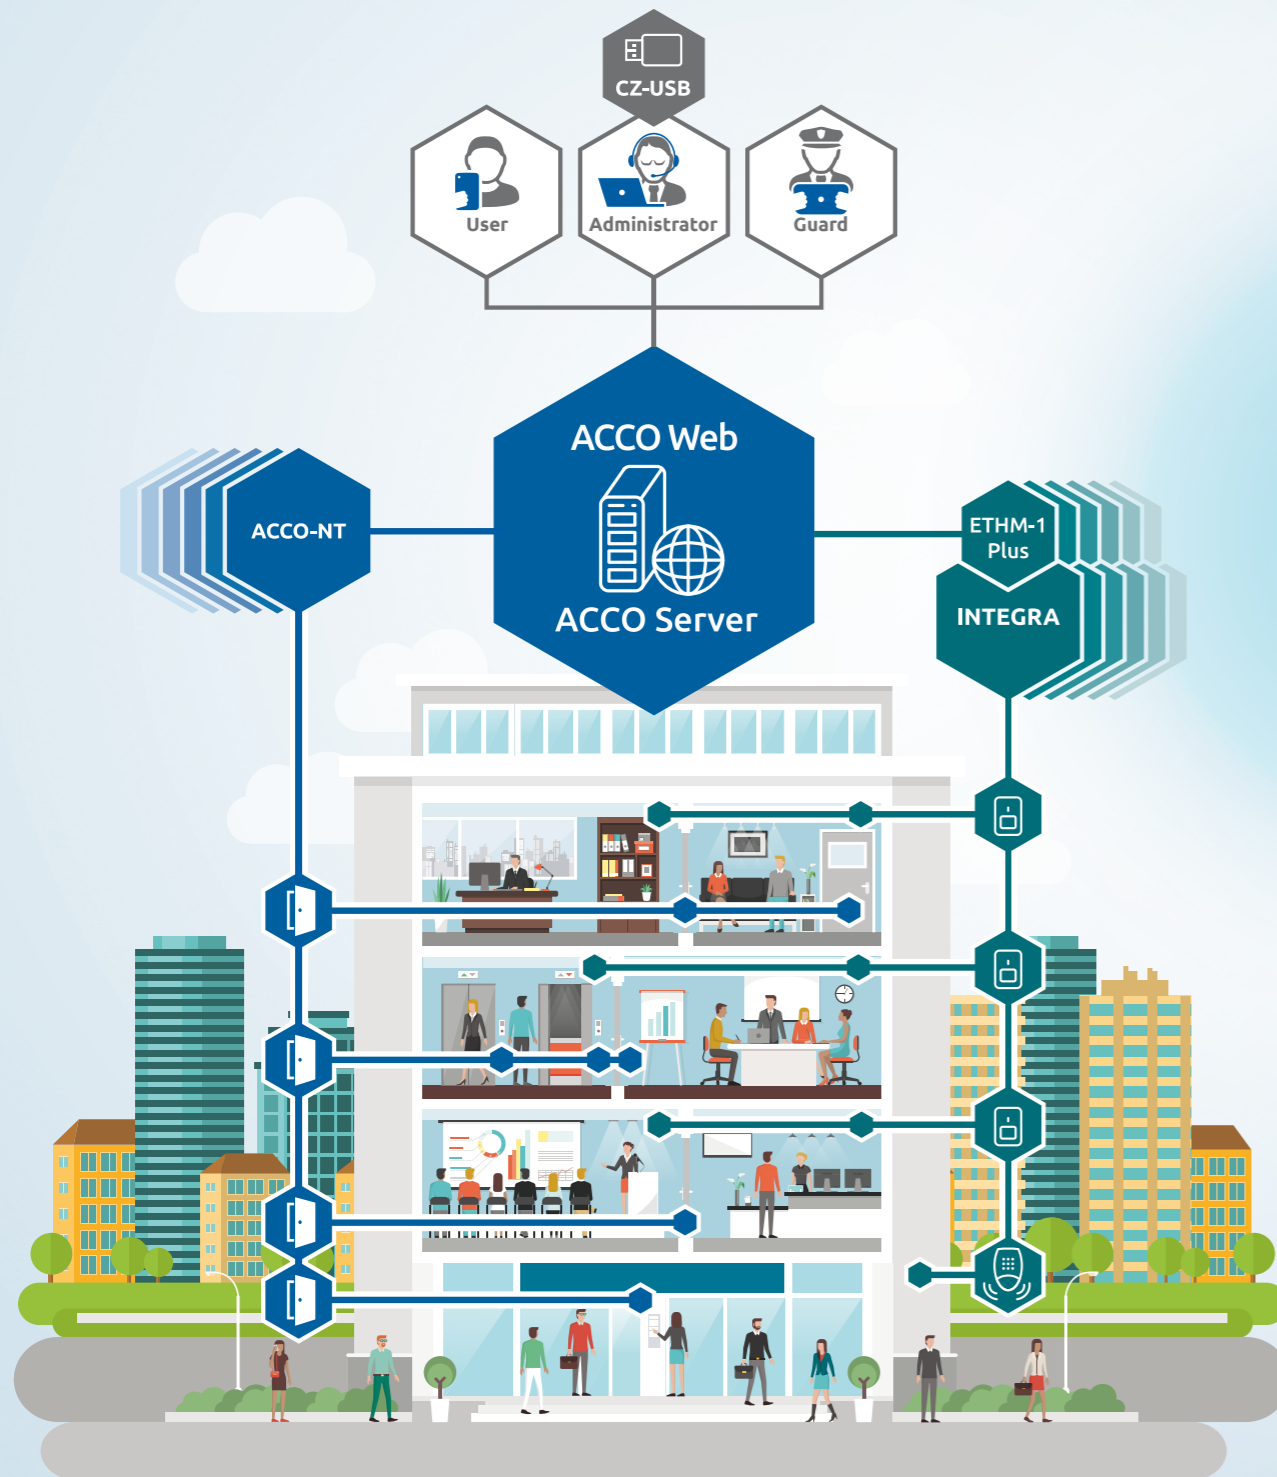 CZ-USB
User
Administrator
Guard
ACCO Web
ACCO-NT
ETHM-1
Plus
ACCO Server
INTEGRA